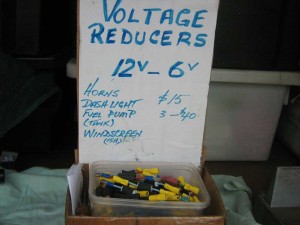 VOLTAGE
REDUCERS
12V - 6V
HORNS
DASH LIGHT $15
FUEL PUMP 3-$40
(TANK)
WINDSCREEN